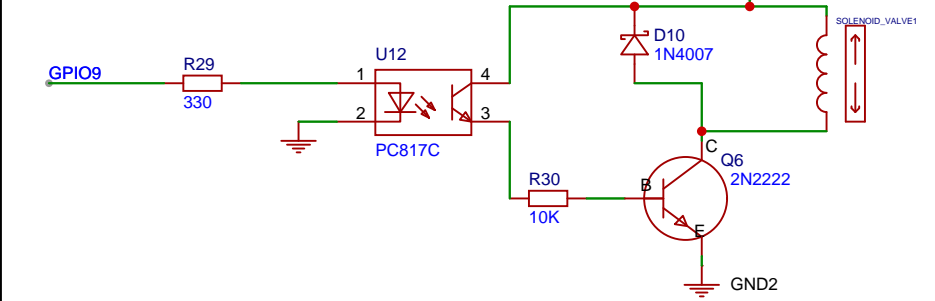 SOLENOID_VALVE1
D10
1N4007
U12
GPIO9
R29
330
1
2
4
3
PC817C
C
Q6
2N2222
R30
10K
B
E
GND2